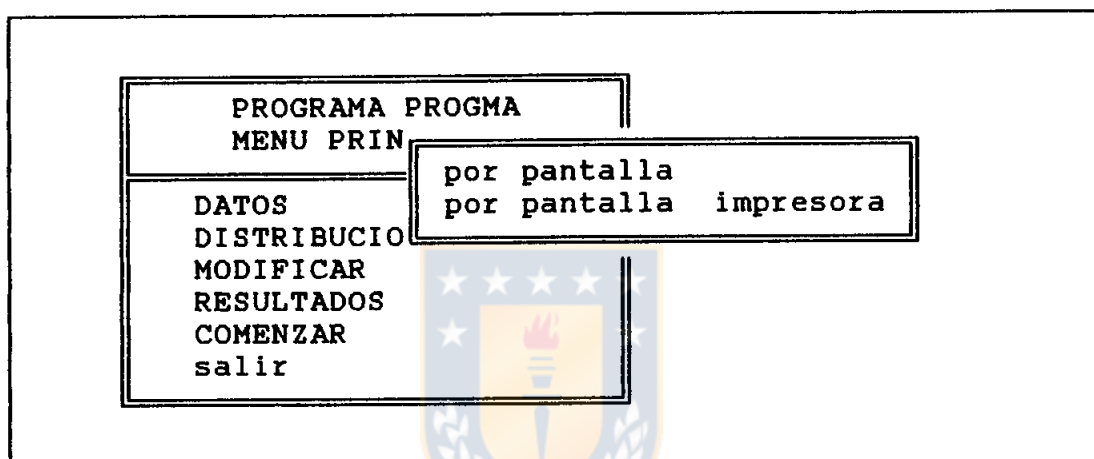 PROGRAMA PROGMA
MENU PRIN
por pantalla
por pantalla impresora
DATOS
DISTRIBUCIO
MODIFICAR
RESULTADOS
COMENZAR
salir